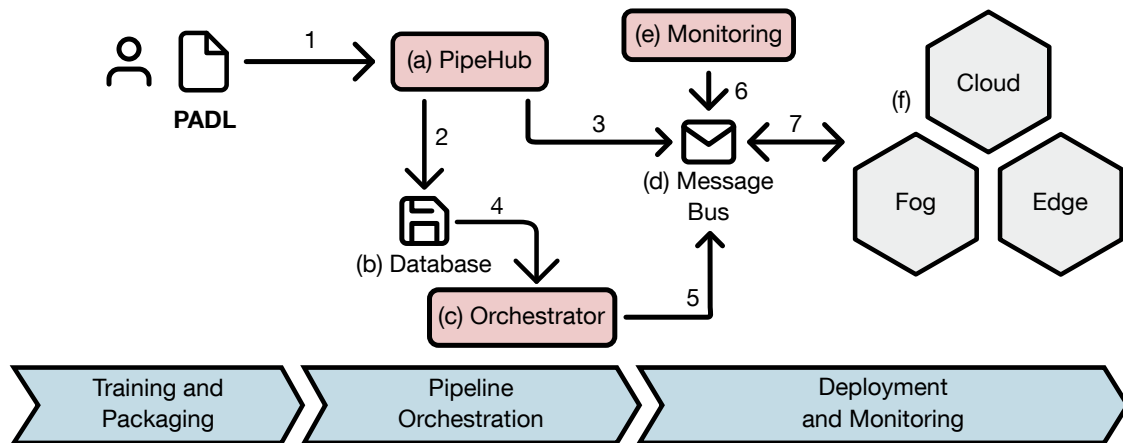 1
PADL
(a) PipeHub
2
3
(b) Database
4
(c) Orchestrator
5
(e) Monitoring
6
(d) Message
Bus
7
(f)
Cloud
Fog
Edge
Training and
Packaging
Pipeline
Orchestration
Deployment
and Monitoring